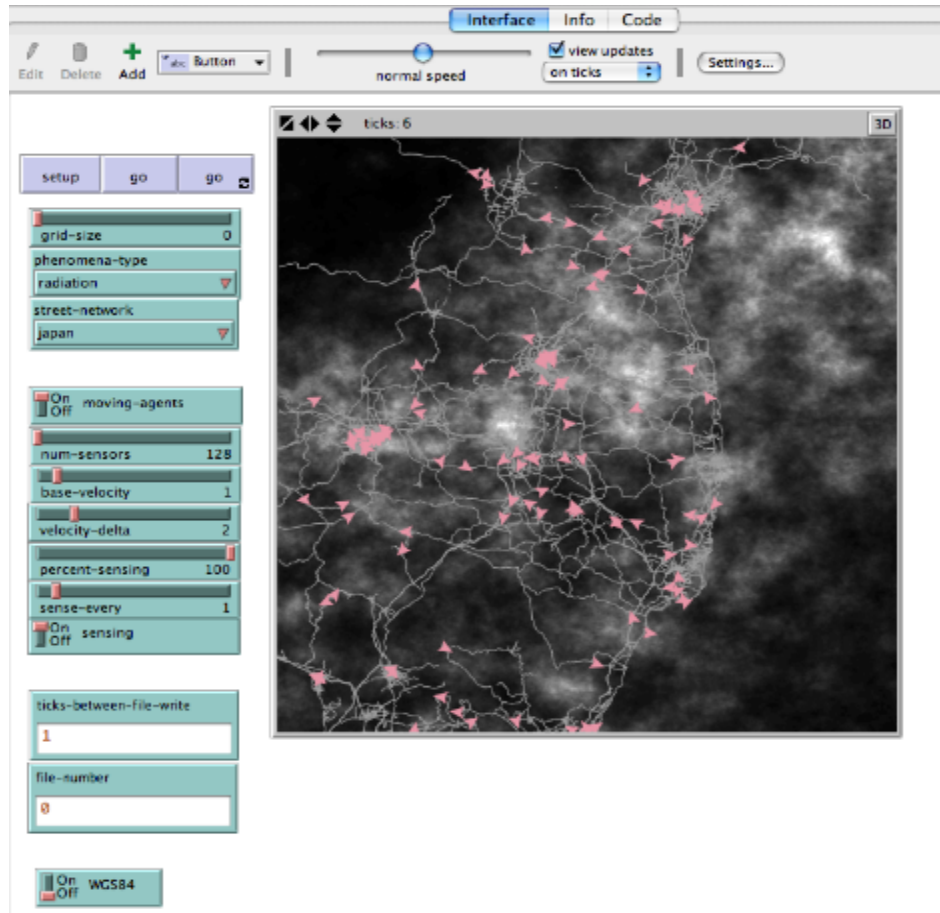 Interface Info Code
Edit Delete Add abc Button normal speed view updates on ticks Settings...
ticks: 6 3D
setup go go
grid-size 0
phenomena-type
radiation
street-network
japan
On Off moving-agents
num-sensors 128
base-velocity 1
velocity-delta 2
percent-sensing 100
sense-every 1
On Off sensing
ticks-between-file-write
1
file-number
0
On Off WGS84